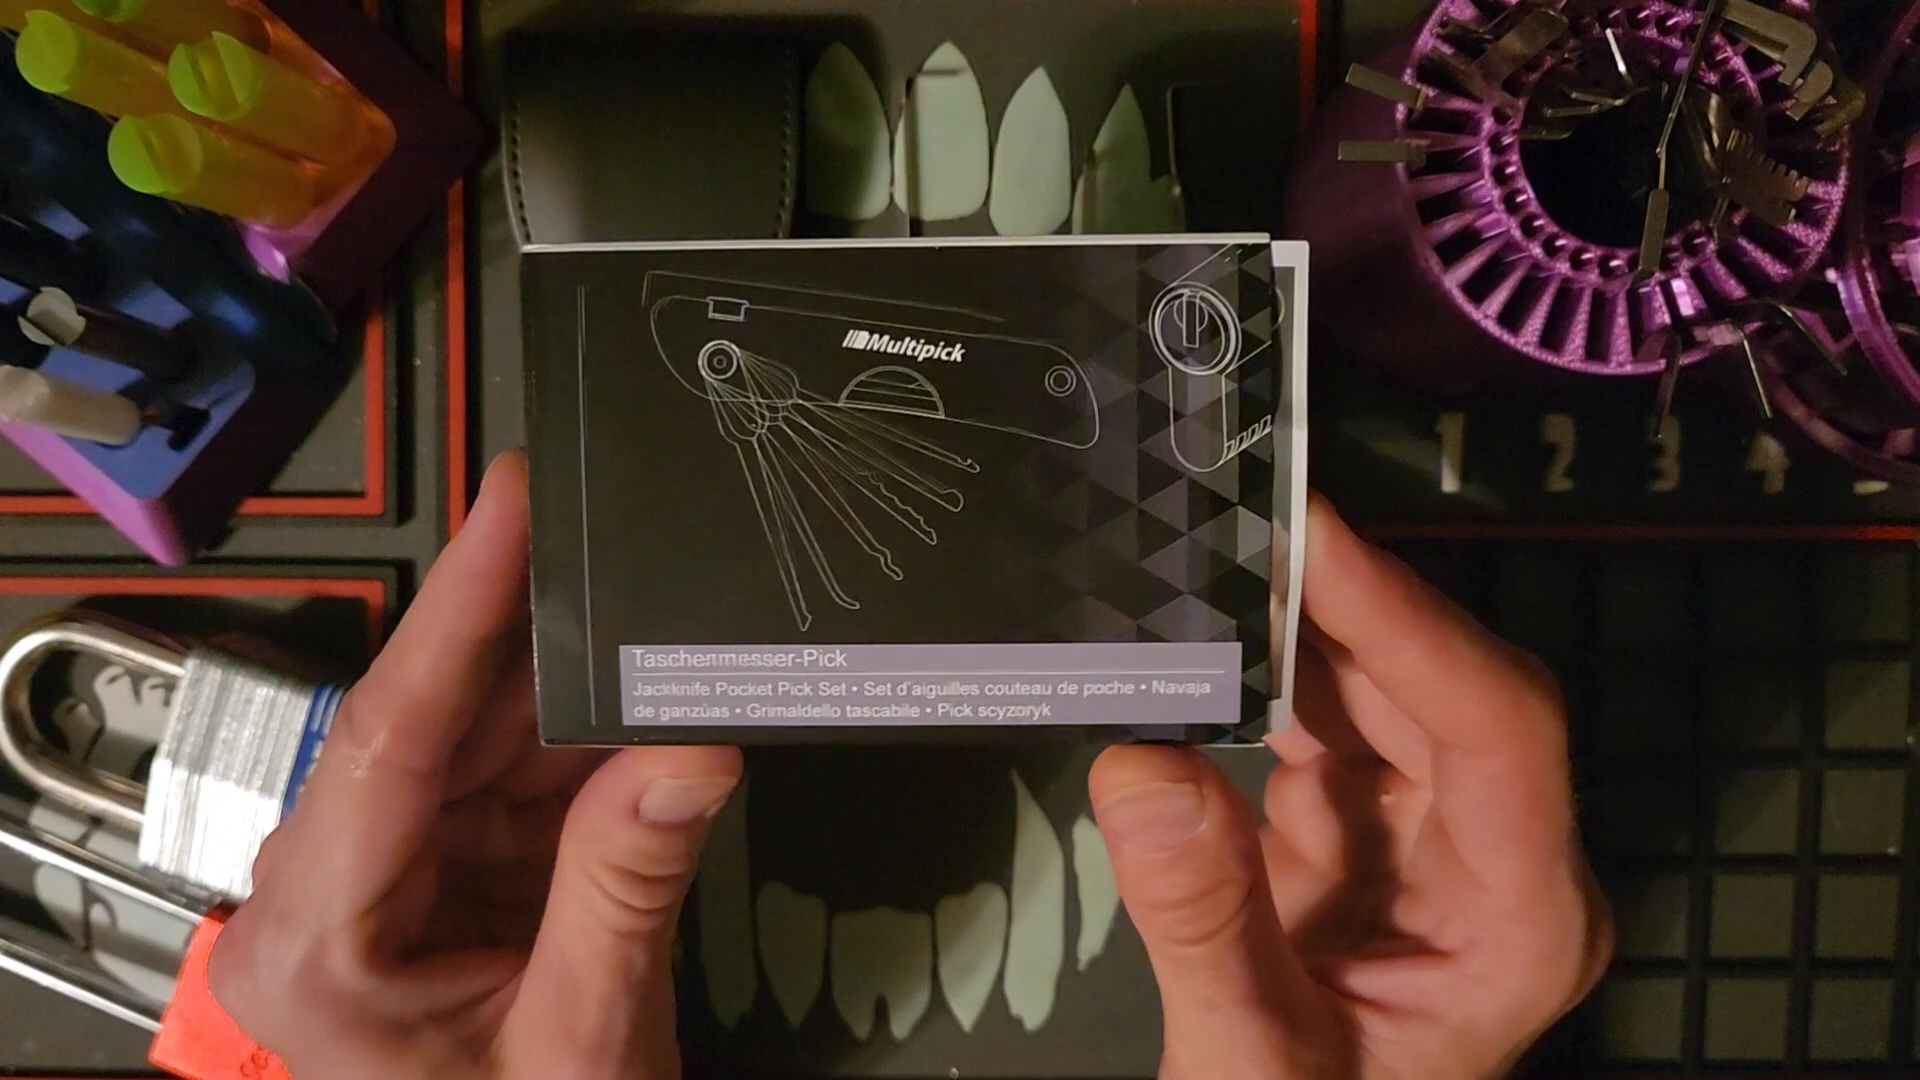 Multipick
Taschenmesser-Pick
Jackknife Pocket Pick Set • Set d'aiguilles couteau de poche • Navaja
de ganzúas • Grimaldello tascabile • Pick scyzoryk
1 2 3 4